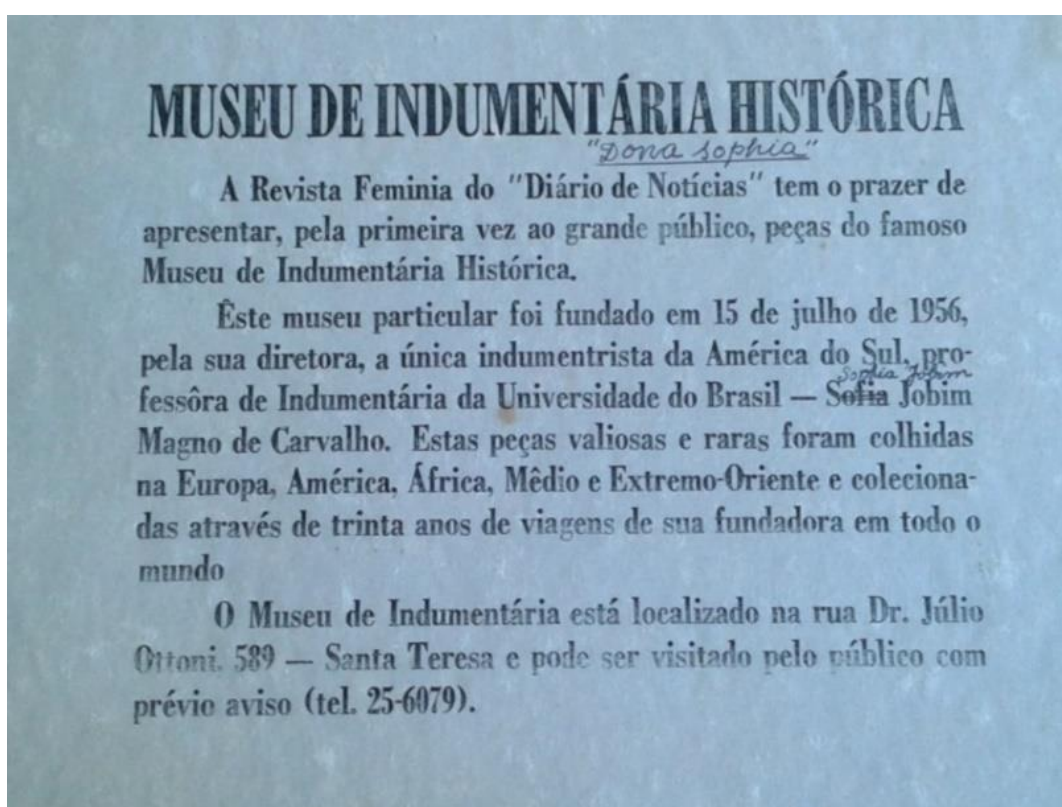 MUSEU DE INDUMENTÁRIA HISTÓRICA
"Dona Sophia"
A Revista Feminia do "Diário de Notícias" tem o prazer de
apresentar, pela primeira vez ao grande público, peças do famoso
Museu de Indumentária Histórica.
Êste museu particular foi fundado em 15 de julho de 1956,
pela sua diretora, a única indumentrista da América do Sul, pro-
Sophia Jobim
fessôra de Indumentária da Universidade do Brasil — Sofia Jobim
Magno de Carvalho. Estas peças valiosas e raras foram colhidas
na Europa, América, África, Mêdio e Extremo-Oriente e coleciona-
das através de trinta anos de viagens de sua fundadora em todo o
mundo
O Museu de Indumentária está localizado na rua Dr. Júlio
Ottoni. 589 — Santa Teresa e pode ser visitado pelo público com
prévio aviso (tel. 25-6079).